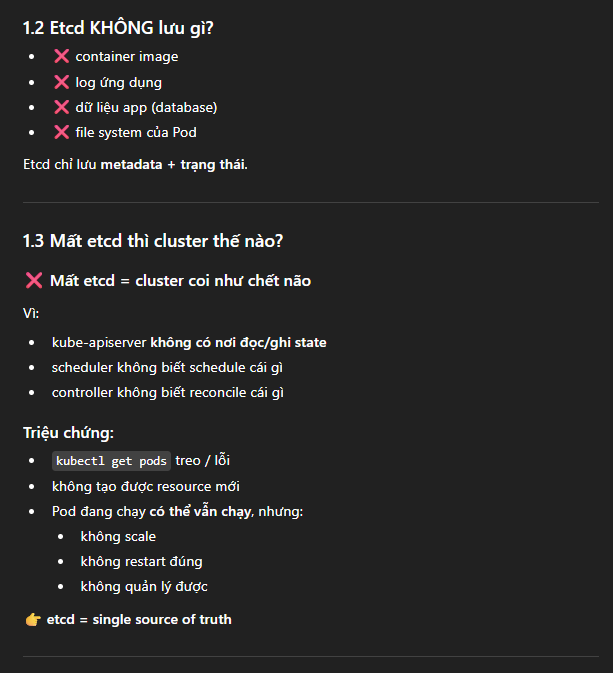 1.2 Etcd KHÔNG lưu gì?
• ❌ container image
• ❌ log ứng dụng
• ❌ dữ liệu app (database)
• ❌ file system của Pod
Etcd chỉ lưu metadata + trạng thái.
1.3 Mất etcd thì cluster thế nào?
❌ Mất etcd = cluster coi như chết não
Vì:
• kube-apiserver không có nơi đọc/ghi state
• scheduler không biết schedule cái gì
• controller không biết reconcile cái gì
Triệu chứng:
• kubectl get pods treo / lỗi
• không tạo được resource mới
• Pod đang chạy có thể vẫn chạy, nhưng:
• không scale
• không restart đúng
• không quản lý được
👉 etcd = single source of truth